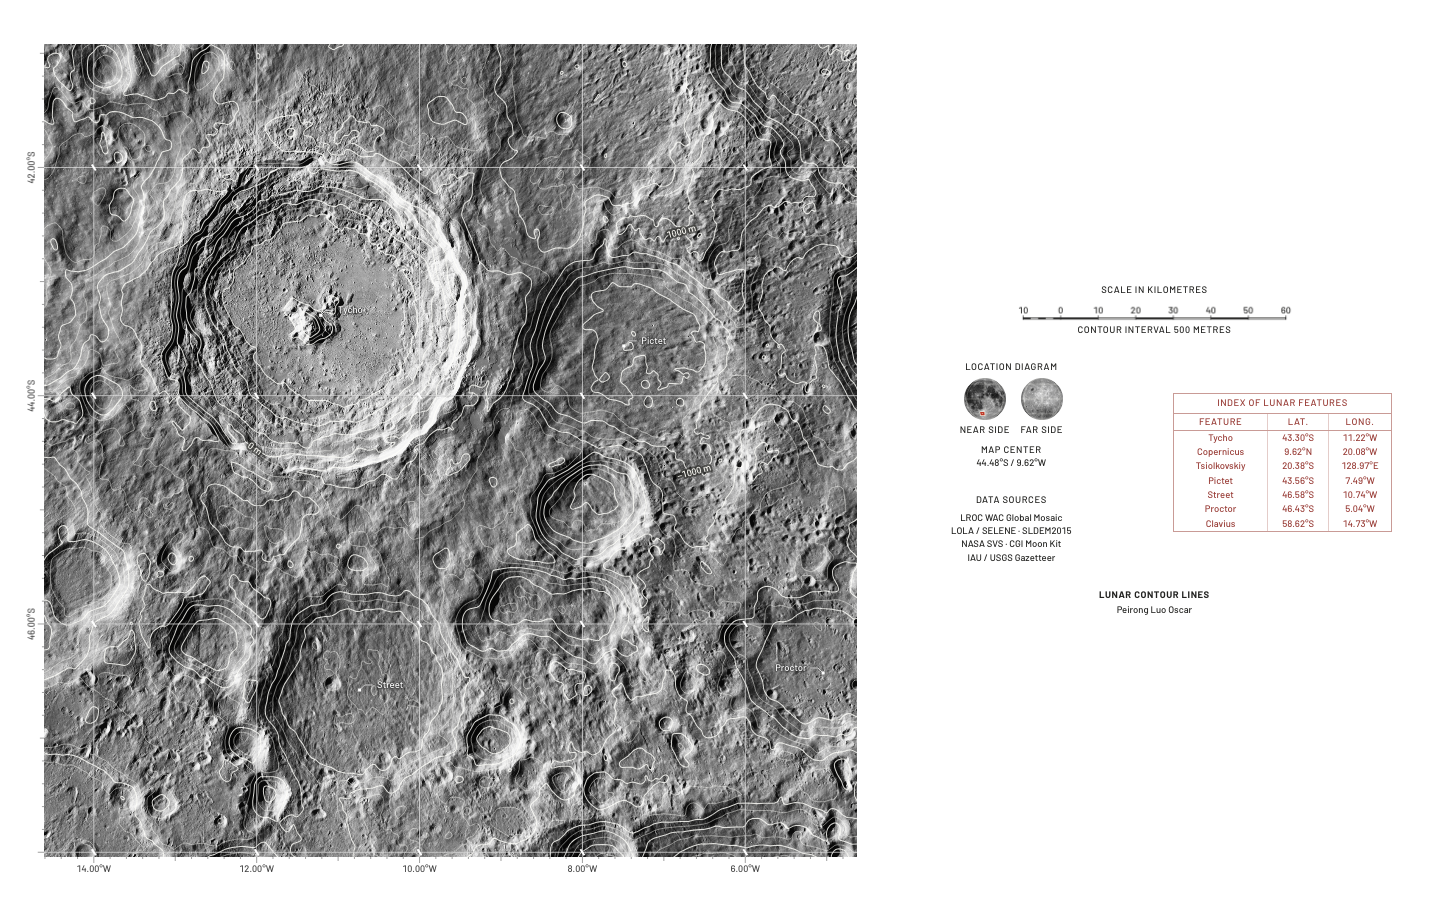 42.00°S
44.00°S
46.00°S
14.00°W
12.00°W
10.00°W
8.00°W
6.00°W
Tycho
1000 m
Pictet
0 m
-1000 m
Street
Proctor
SCALE IN KILOMETRES
10 0 10 20 30 40 50 60
CONTOUR INTERVAL 500 METRES
LOCATION DIAGRAM
NEAR SIDE FAR SIDE
MAP CENTER
44.48°S / 9.62°W
DATA SOURCES
LROC WAC Global Mosaic
LOLA / SELENE · SLDEM2015
NASA SVS · CGI Moon Kit
IAU / USGS Gazetteer
INDEX OF LUNAR FEATURES
FEATURE LAT. LONG.
Tycho 43.30°S 11.22°W
Copernicus 9.62°N 20.08°W
Tsiolkovskiy 20.38°S 128.97°E
Pictet 43.56°S 7.49°W
Street 46.58°S 10.74°W
Proctor 46.43°S 5.04°W
Clavius 58.62°S 14.73°W
LUNAR CONTOUR LINES
Peirong Luo Oscar